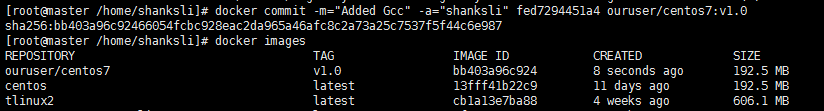 [root@master /home/shanksli]# docker commit -m="Added Gcc" -a="shanksli" fed7294451a4 ouruser/centos7:v1.0
sha256:bb403a96c92466054fcbc928eac2da965a46afc8c2a73a25c7537f5f44c6e987
[root@master /home/shanksli]# docker images
REPOSITORY TAG IMAGE ID CREATED SIZE
ouruser/centos7 v1.0 bb403a96c924 8 seconds ago 192.5 MB
centos latest 13fff41b22c9 11 days ago 192.5 MB
tlinux2 latest cb1a13e7ba88 4 weeks ago 606.1 MB